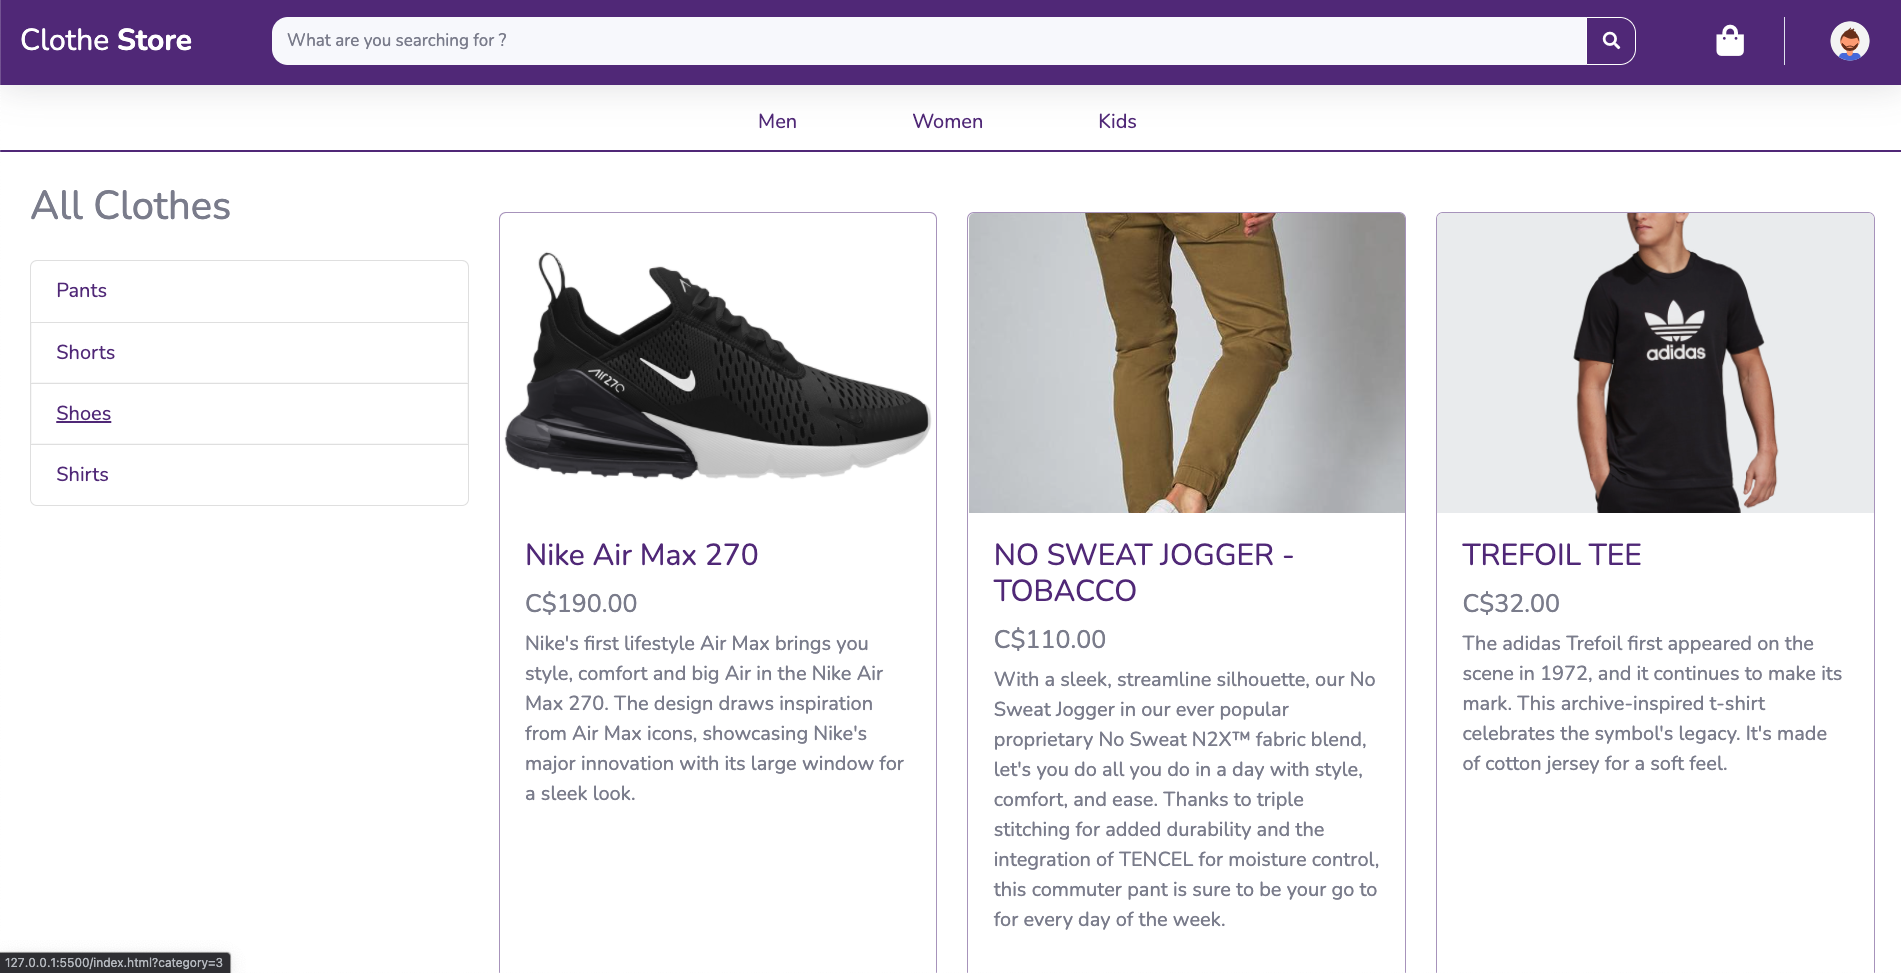 Clothe Store
What are you searching for ?
Men
Women
Kids
All Clothes
Pants
Shorts
Shoes
Shirts
AIR270
Nike Air Max 270
C$190.00
Nike's first lifestyle Air Max brings you
style, comfort and big Air in the Nike Air
Max 270. The design draws inspiration
from Air Max icons, showcasing Nike's
major innovation with its large window for
a sleek look.
NO SWEAT JOGGER -
TOBACCO
C$110.00
With a sleek, streamline silhouette, our No
Sweat Jogger in our ever popular
proprietary No Sweat N2X™ fabric blend,
let's you do all you do in a day with style,
comfort, and ease. Thanks to triple
stitching for added durability and the
integration of TENCEL for moisture control,
this commuter pant is sure to be your go to
for every day of the week.
adidas
TREFOIL TEE
C$32.00
The adidas Trefoil first appeared on the
scene in 1972, and it continues to make its
mark. This archive-inspired t-shirt
celebrates the symbol's legacy. It's made
of cotton jersey for a soft feel.
127.0.0.1:5500/index.html?category=3